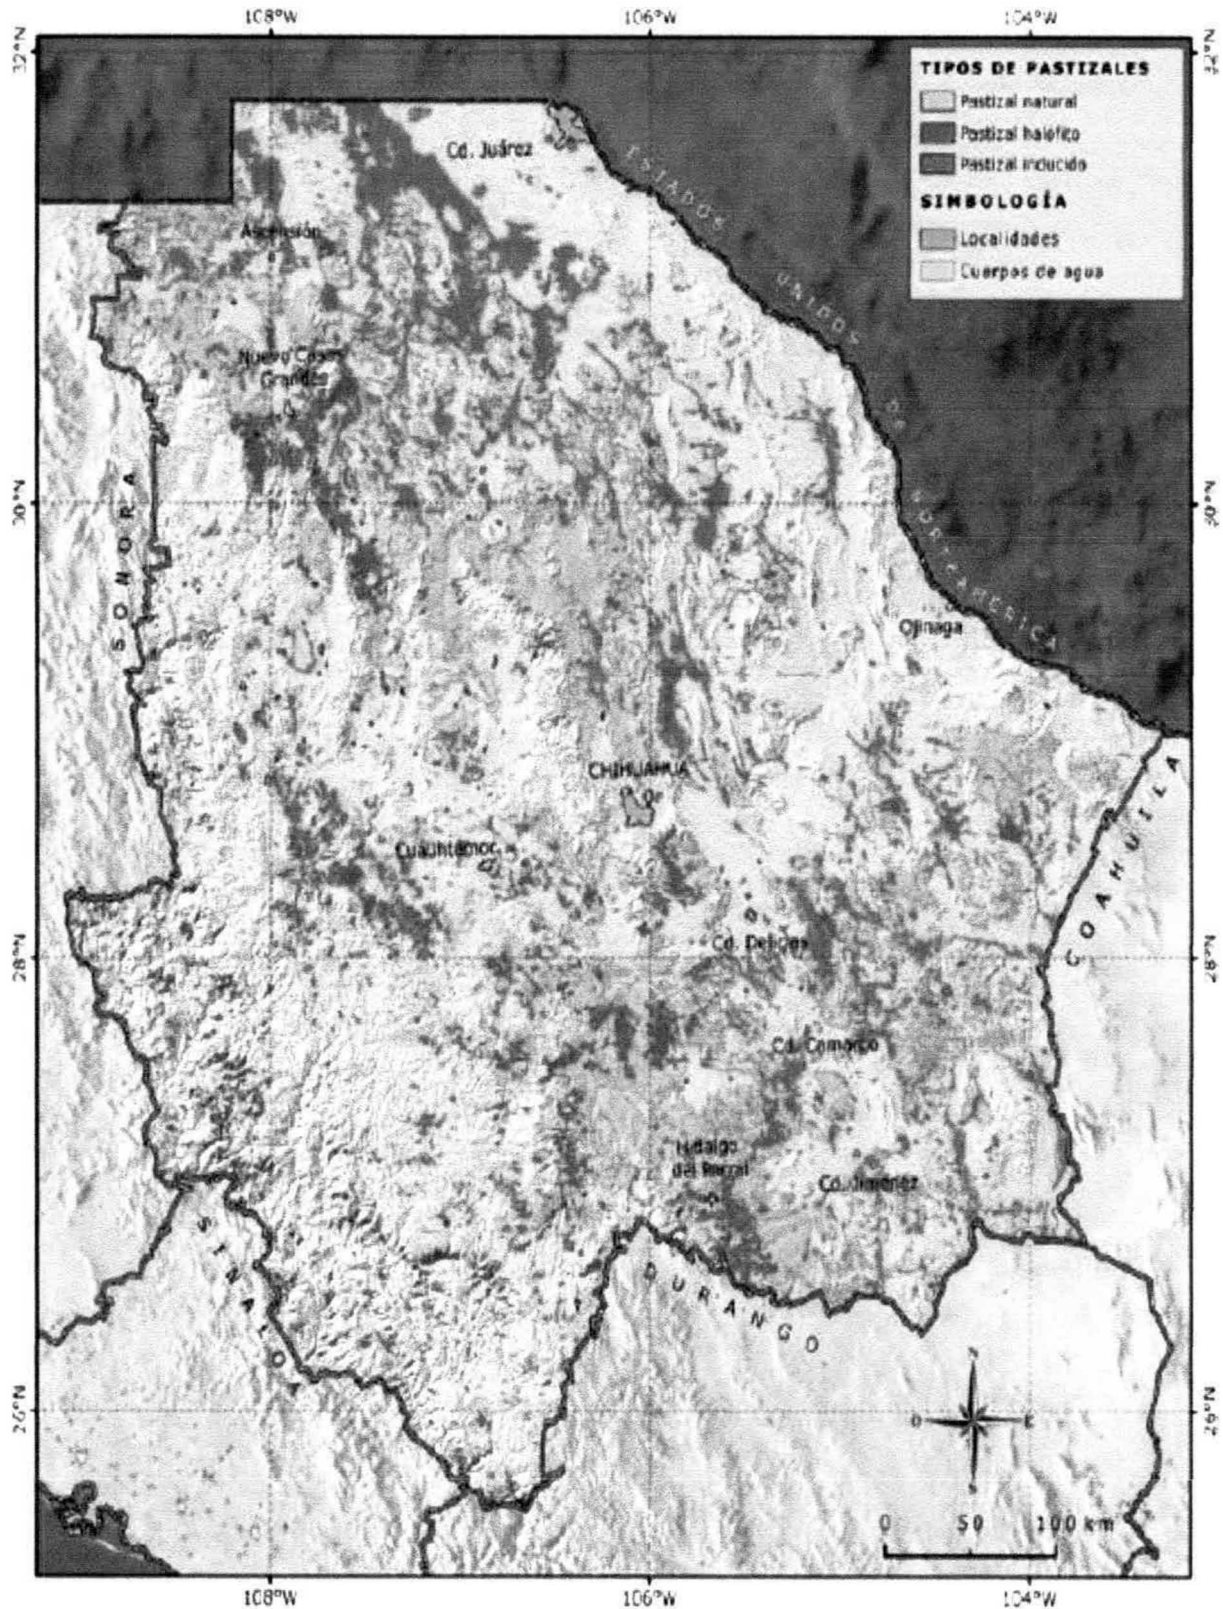 108°W 106°W 104°W
32°N
TIPOS DE PASTIZALES
Pastizal natural
Pastizal halófito
Pastizal inducido
SIMBOLOGÍA
Localidades
Cuerpos de agua
Cd. Juárez
ESTADOS
UNIDOS
DE
NORTEAMÉRICA
Ascensión
Nuevo Casas
Grandes
SONORA
30°N 30°N
Ojinaga
CHIHUAHUA
COAHUILA
Cuauhtémoc
Cd. Delicias
28°N 28°N
Cd. Camargo
Hidalgo
del Parral
Cd. Jiménez
SINALO
DURANGO
N
O E
S
26°N 26°N
0 50 100 km
108°W 106°W 104°W